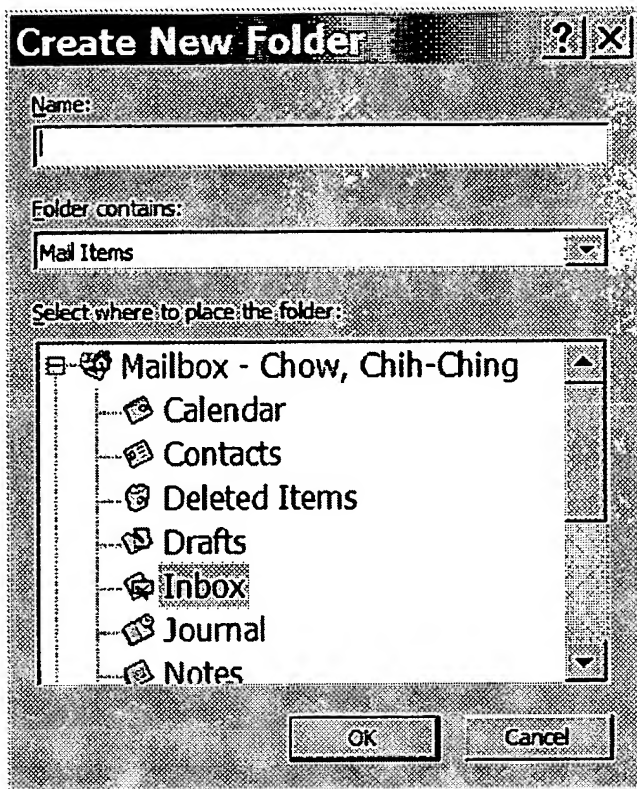 Create New Folder
Name:
Folder contains:
Mail Items
Select where to place the folder:
Mailbox - Chow, Chih-Ching
Calendar
Contacts
Deleted Items
Drafts
Inbox
Journal
Notes
OK Cancel